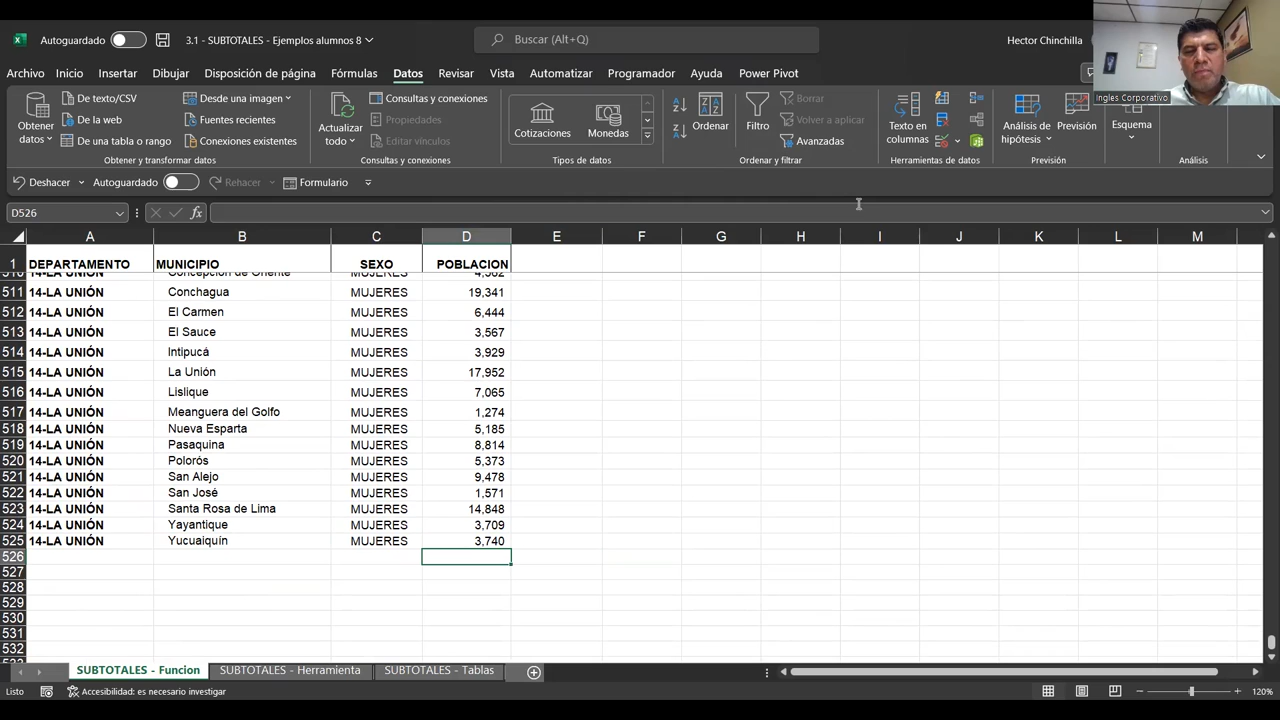 Autoguardado
3.1 - SUBTOTALES - Ejemplos alumnos 8
Buscar (Alt+Q)
Hector Chinchilla
Ingles Corporativo
Archivo Inicio Insertar Dibujar Disposición de página Fórmulas Datos Revisar Vista Automatizar Programador Ayuda Power Pivot
Obtener datos
De texto/CSV
De la web
De una tabla o rango
Desde una imagen
Fuentes recientes
Conexiones existentes
Obtener y transformar datos
Actualizar todo
Consultas y conexiones
Propiedades
Editar vínculos
Consultas y conexiones
Cotizaciones
Monedas
Tipos de datos
Ordenar
Filtro
Borrar
Volver a aplicar
Avanzadas
Ordenar y filtrar
Texto en columnas
Herramientas de datos
Análisis de hipótesis
Previsión
Previsión
Esquema
Análisis
Deshacer Autoguardado Rehacer Formulario
D526 fx
A B C D E F G H I J K L M
1 DEPARTAMENTO MUNICIPIO SEXO POBLACION
510 14-LA UNIÓN Concepción de Oriente MUJERES 4,562
511 14-LA UNIÓN Conchagua MUJERES 19,341
512 14-LA UNIÓN El Carmen MUJERES 6,444
513 14-LA UNIÓN El Sauce MUJERES 3,567
514 14-LA UNIÓN Intipucá MUJERES 3,929
515 14-LA UNIÓN La Unión MUJERES 17,952
516 14-LA UNIÓN Lislique MUJERES 7,065
517 14-LA UNIÓN Meanguera del Golfo MUJERES 1,274
518 14-LA UNIÓN Nueva Esparta MUJERES 5,185
519 14-LA UNIÓN Pasaquina MUJERES 8,814
520 14-LA UNIÓN Polorós MUJERES 5,373
521 14-LA UNIÓN San Alejo MUJERES 9,478
522 14-LA UNIÓN San José MUJERES 1,571
523 14-LA UNIÓN Santa Rosa de Lima MUJERES 14,848
524 14-LA UNIÓN Yayantique MUJERES 3,709
525 14-LA UNIÓN Yucuaiquín MUJERES 3,740
526
527
528
529
530
531
532
SUBTOTALES - Funcion SUBTOTALES - Herramienta SUBTOTALES - Tablas
Listo Accesibilidad: es necesario investigar 120%